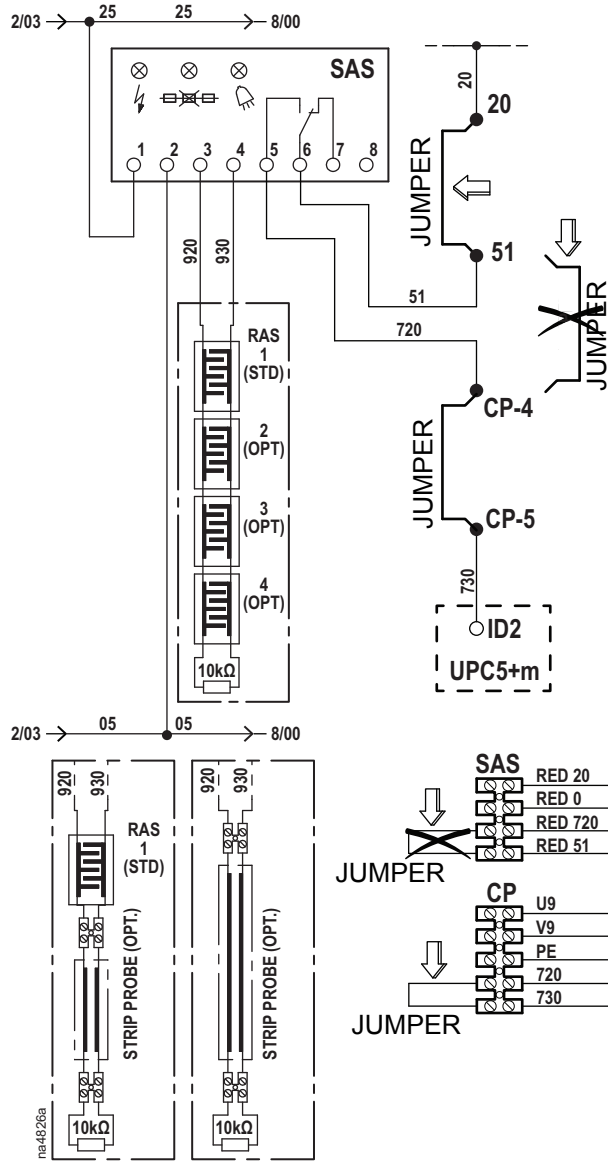 2/03 25 25 8/00
SAS
1 2 3 4 5 6 7 8
20
20
JUMPER
51
920 930
51
720
JUMPER
RAS
1
(STD)
2
(OPT)
3
(OPT)
4
(OPT)
10kΩ
CP-4
JUMPER
CP-5
730
ID2
UPC5+m
2/03 05 05 8/00
920 930
RAS
1
(STD)
STRIP PROBE (OPT.)
10kΩ
920 930
STRIP PROBE (OPT.)
10kΩ
SAS
RED 20
RED 0
RED 720
RED 51
JUMPER
CP
U9
V9
PE
720
730
JUMPER
na4826a